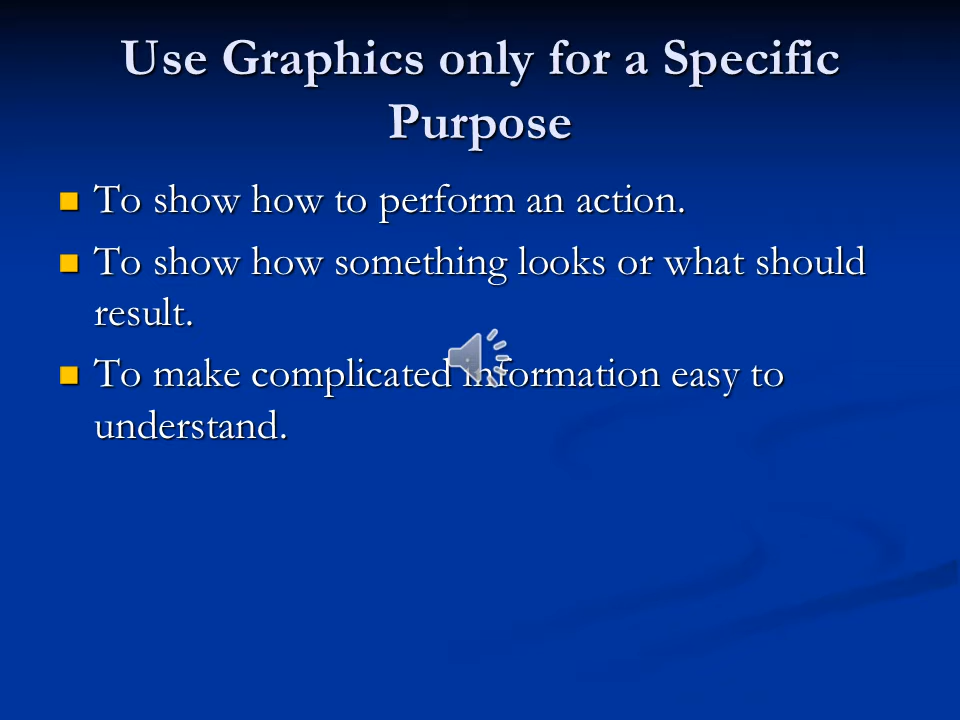 Use Graphics only for a Specific
Purpose
To show how to perform an action.
To show how something looks or what should
result.
To make complicated information easy to
understand.